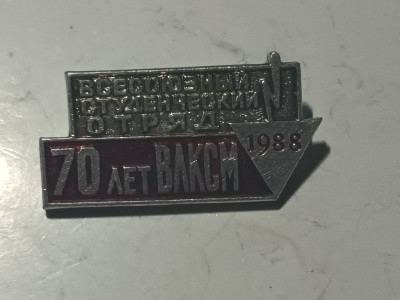 ВСЕСОЮЗНЫЙ
СТУДЕНЧЕСКИЙ
ОТРЯД
1988
70 ЛЕТ ВЛКСМ